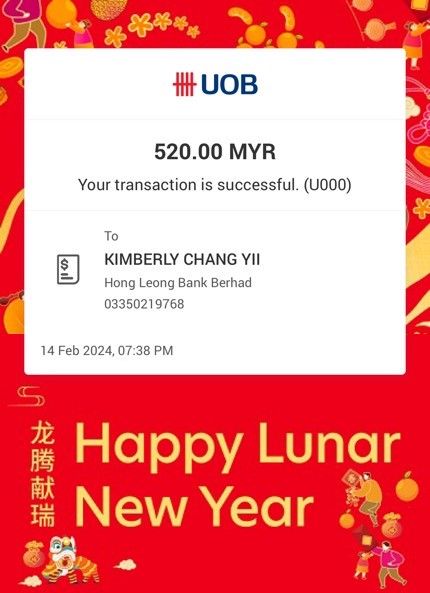 UOB
520.00 MYR
Your transaction is successful. (U000)
To
KIMBERLY CHANG YII
Hong Leong Bank Berhad
03350219768
14 Feb 2024, 07:38 PM
龙腾献瑞
Happy Lunar
New Year